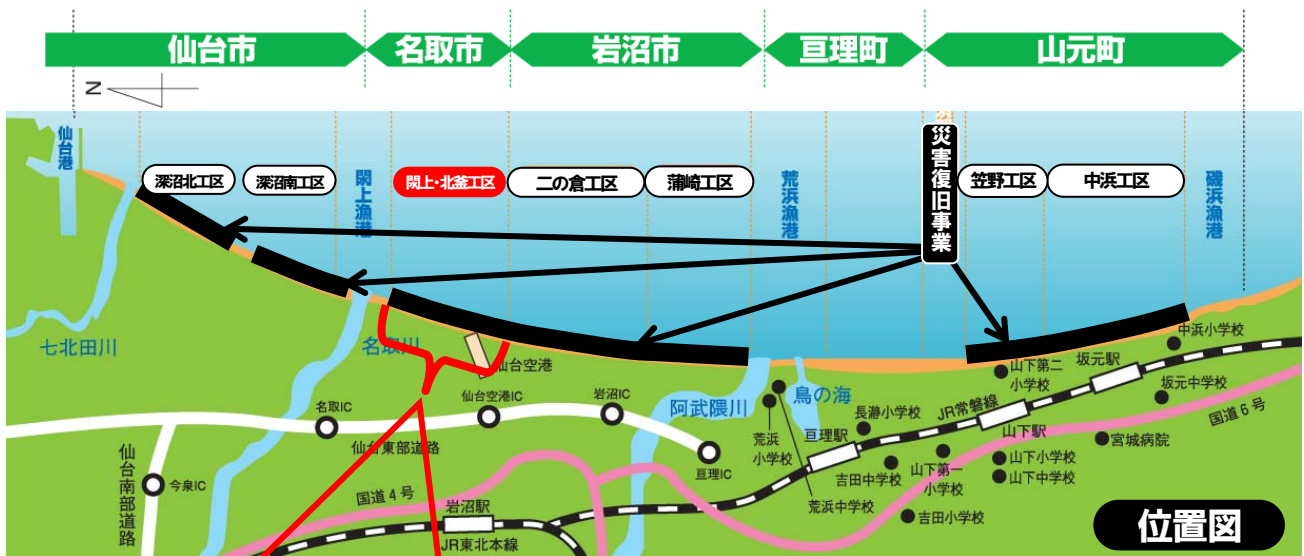 仙台市
名取市
岩沼市
亘理町
山元町
N
仙台港
深沼北工区
深沼南工区
閖上漁港
閖上・北釜工区
二の倉工区
蒲崎工区
荒浜漁港
災害復旧事業
笠野工区
中浜工区
磯浜漁港
七北田川
名取川
仙台空港
阿武隈川
鳥の海
中浜小学校
坂元駅
坂元中学校
山下第二
小学校
JR常磐線
山下駅
国道6号
宮城病院
名取IC
仙台空港IC
岩沼IC
亘理IC
仙台東部道路
仙台南部道路
今泉IC
国道4号
岩沼駅
JR東北本線
荒浜
小学校
荒浜中学校
長瀞小学校
亘理駅
吉田中学校
山下第一
小学校
山下小学校
山下中学校
吉田小学校
位置図